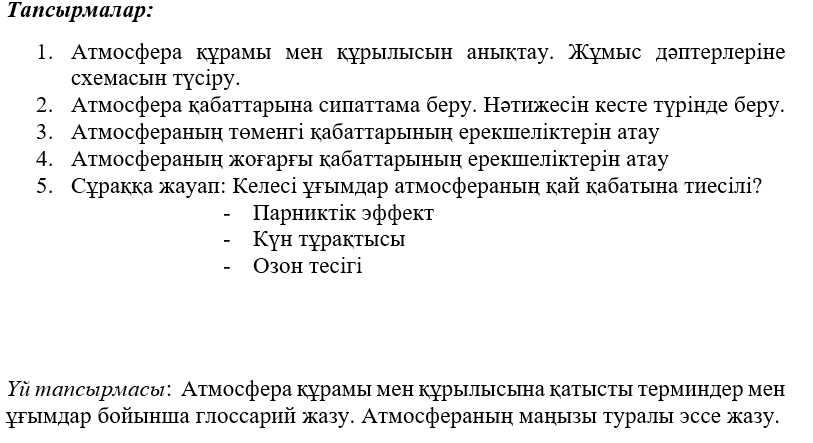 Тапсырмалар:
1. Атмосфера құрамы мен құрылысын анықтау. Жұмыс дәптерлеріне
схемасын түсіру.
2. Атмосфера қабаттарына сипаттама беру. Нәтижесін кесте түрінде беру.
3. Атмосфераның төменгі қабаттарының ерекшеліктерін атау
4. Атмосфераның жоғарғы қабаттарының ерекшеліктерін атау
5. Сұраққа жауап: Келесі ұғымдар атмосфераның қай қабатына тиесілі?
- Парниктік эффект
- Күн тұрақтысы
- Озон тесігі
Үй тапсырмасы: Атмосфера құрамы мен құрылысына қатысты терминдер мен
ұғымдар бойынша глоссарий жазу. Атмосфераның маңызы туралы эссе жазу.